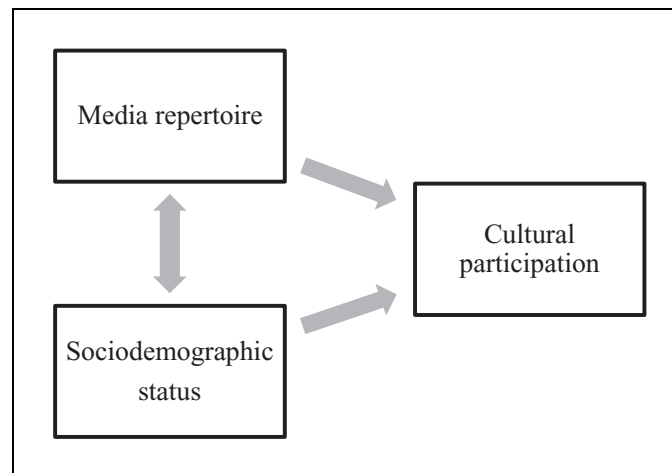 Media repertoire
Cultural
participation
Sociodemographic
status